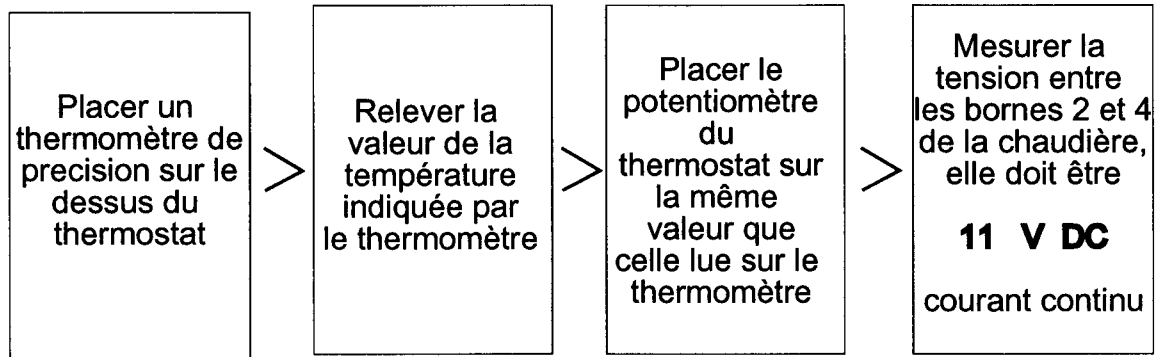 Placer un
thermomètre de
precision sur le
dessus du
thermostat
>
Relever la
valeur de la
température
indiquée par
le thermomètre
>
Placer le
potentiomètre
du
thermostat sur
la même
valeur que
celle lue sur le
thermomètre
>
Mesurer la
tension entre
les bornes 2 et 4
de la chaudière,
elle doit être
11 V DC
courant continu